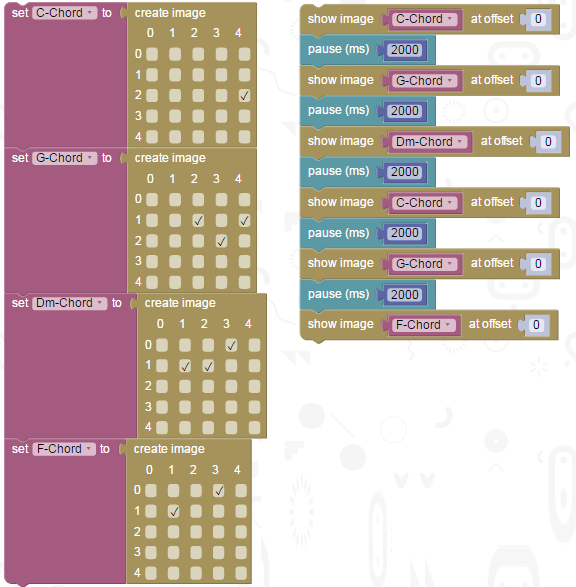 set C-Chord to create image
0 1 2 3 4
0
1
2
3
4
set G-Chord to create image
0 1 2 3 4
0
1
2
3
4
set Dm-Chord to create image
0 1 2 3 4
0
1
2
3
4
set F-Chord to create image
0 1 2 3 4
0
1
2
3
4
show image C-Chord at offset 0
pause (ms) 2000
show image G-Chord at offset 0
pause (ms) 2000
show image Dm-Chord at offset 0
pause (ms) 2000
show image C-Chord at offset 0
pause (ms) 2000
show image G-Chord at offset 0
pause (ms) 2000
show image F-Chord at offset 0